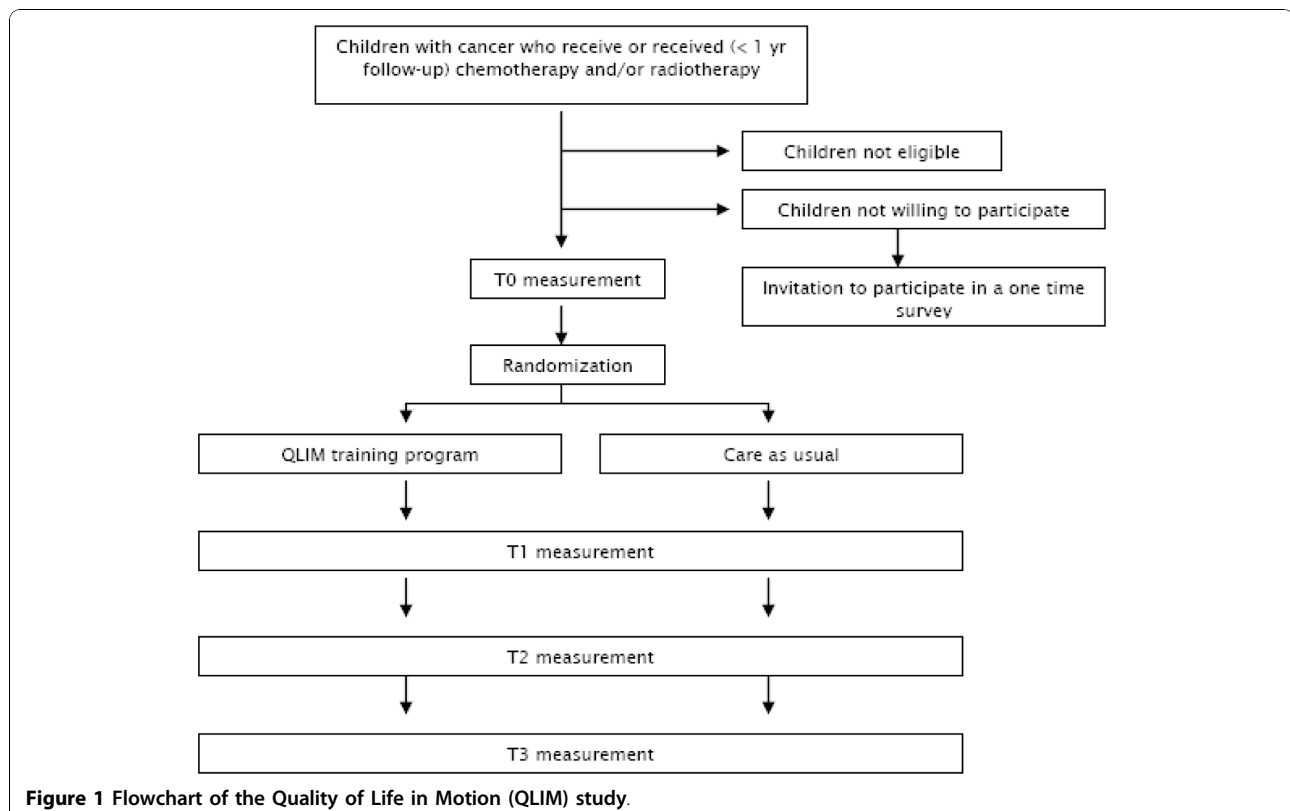 Children with cancer who receive or received (< 1 yr
follow-up) chemotherapy and/or radiotherapy
Children not eligible
Children not willing to participate
T0 measurement
Invitation to participate in a one time
survey
Randomization
QLIM training program
Care as usual
T1 measurement
T2 measurement
T3 measurement
Figure 1 Flowchart of the Quality of Life in Motion (QLIM) study.